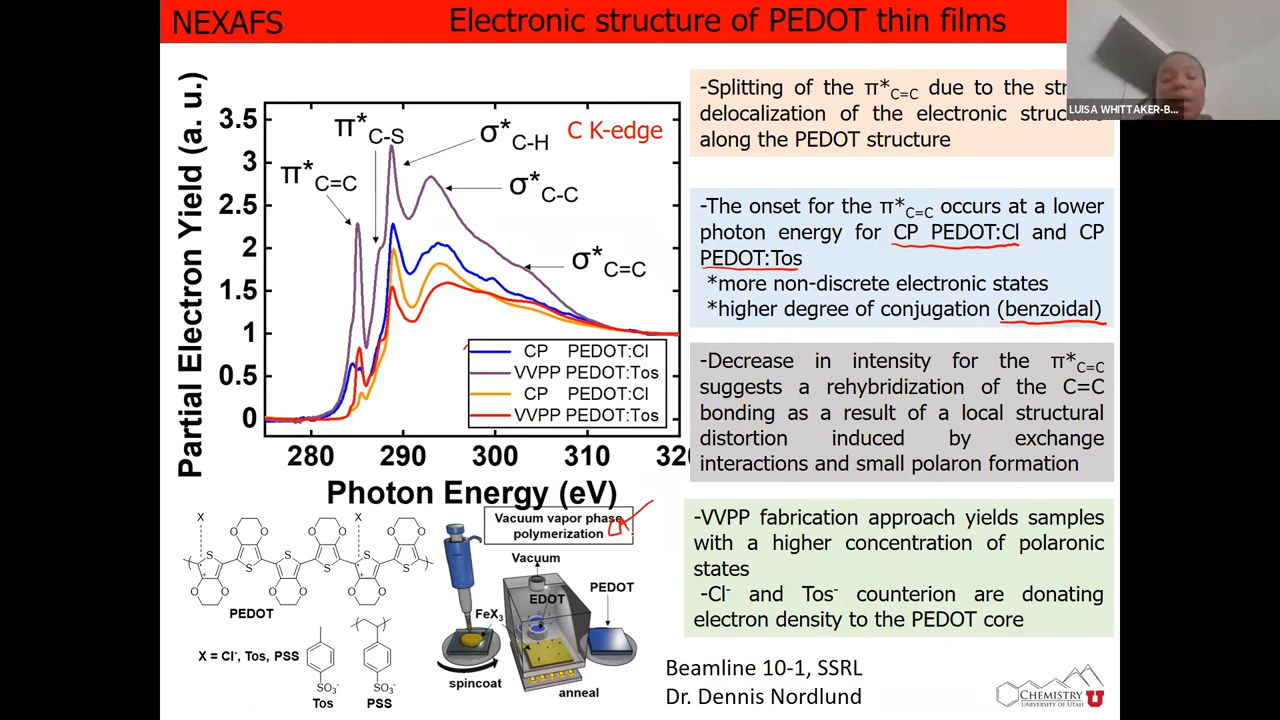 NEXAFS
Electronic structure of PEDOT thin films
LUISA WHITTAKER-B...
Partial Electron Yield (a. u.)
3.5
3
2.5
2
1.5
1
0.5
0
π*C=C
π*C-S
σ*C-H
σ*C-C
σ*C=C
C K-edge
CP PEDOT:Cl
VVPP PEDOT:Tos
CP PEDOT:Cl
VVPP PEDOT:Tos
280 290 300 310 320
Photon Energy (eV)
-Splitting of the π*C=C due to the
delocalization of the electronic structure
along the PEDOT structure
-The onset for the π*C=C occurs at a lower
photon energy for CP PEDOT:Cl and CP
PEDOT:Tos
*more non-discrete electronic states
*higher degree of conjugation (benzoidal)
-Decrease in intensity for the π*C=C
suggests a rehybridization of the C=C
bonding as a result of a local structural
distortion induced by exchange
interactions and small polaron formation
-VVPP fabrication approach yields samples
with a higher concentration of polaronic
states
-Cl- and Tos- counterion are donating
electron density to the PEDOT core
X X
O O O O O O
S S S S S S
+ +
O O O O
PEDOT
X = Cl-, Tos, PSS
SO3- SO3-
Tos PSS
Vacuum vapor phase
polymerization
Vacuum
EDOT
PEDOT
FeX3
spincoat
anneal
Beamline 10-1, SSRL
Dr. Dennis Nordlund
CHEMISTRY U
UNIVERSITY OF UTAH